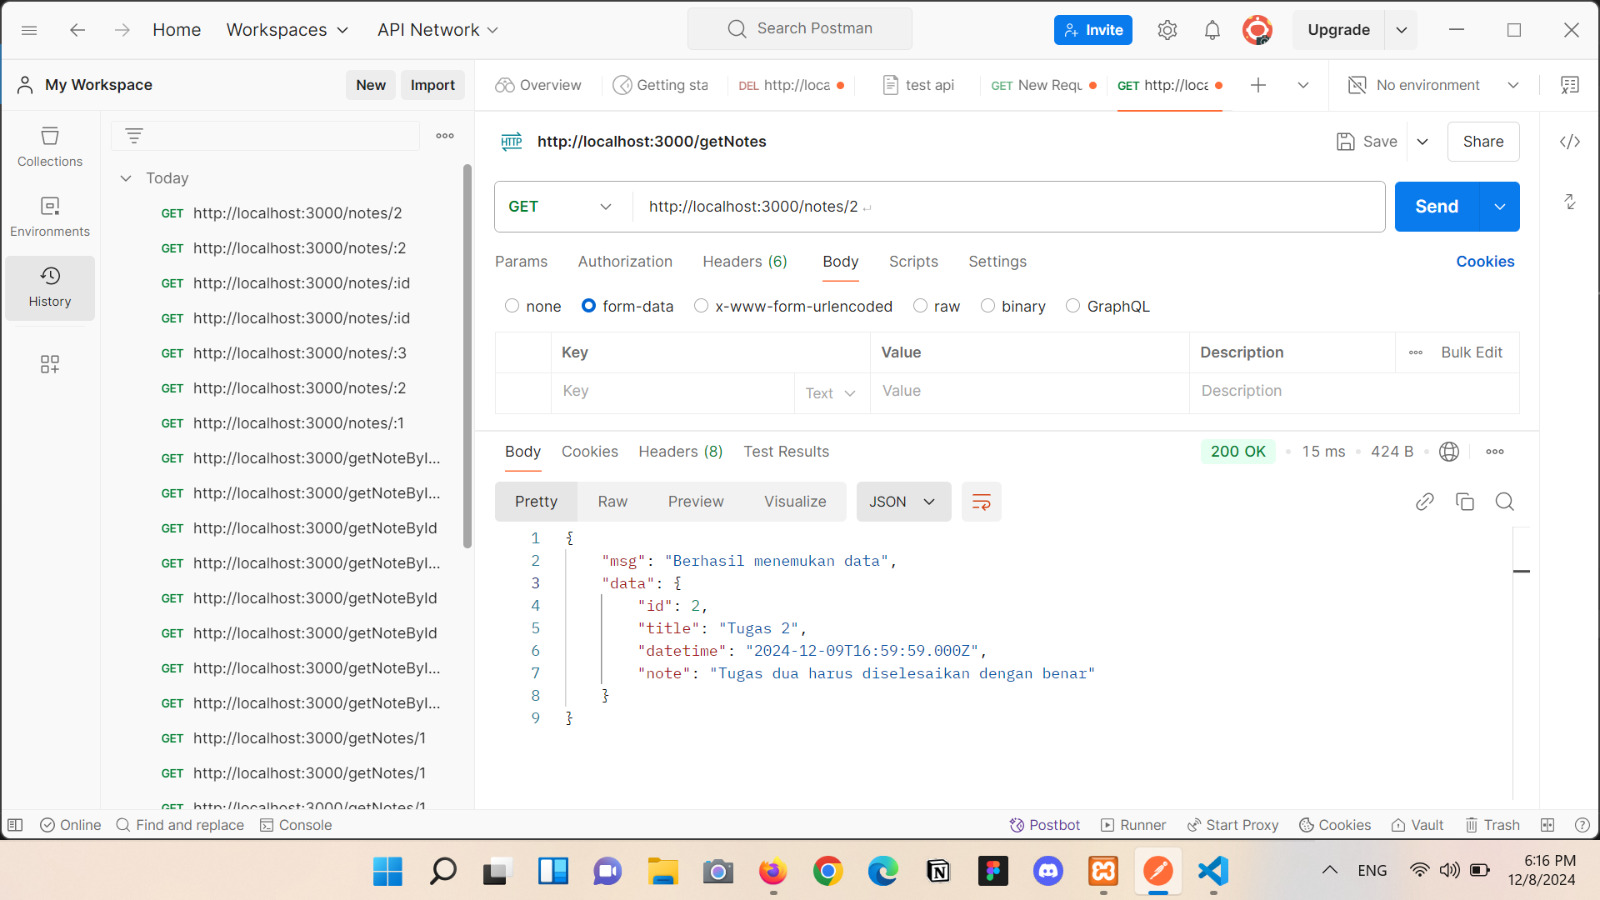 Home Workspaces API Network Search Postman Invite Upgrade
My Workspace New Import Overview Getting sta DEL http://loca test api GET New Requ GET http://loca No environment
Collections
Environments
History
Today
GET http://localhost:3000/notes/2
GET http://localhost:3000/notes/:2
GET http://localhost:3000/notes/:id
GET http://localhost:3000/notes/:id
GET http://localhost:3000/notes/:3
GET http://localhost:3000/notes/:2
GET http://localhost:3000/notes/:1
GET http://localhost:3000/getNoteByI...
GET http://localhost:3000/getNoteByI...
GET http://localhost:3000/getNoteById
GET http://localhost:3000/getNoteByI...
GET http://localhost:3000/getNoteById
GET http://localhost:3000/getNoteById
GET http://localhost:3000/getNoteByI...
GET http://localhost:3000/getNoteByI...
GET http://localhost:3000/getNotes/1
GET http://localhost:3000/getNotes/1
GET http://localhost:3000/getNotes/1
HTTP http://localhost:3000/getNotes Save Share
GET http://localhost:3000/notes/2 Send
Params Authorization Headers (6) Body Scripts Settings Cookies
none form-data x-www-form-urlencoded raw binary GraphQL
Key Value Description Bulk Edit
Key Text Value Description
Body Cookies Headers (8) Test Results 200 OK 15 ms 424 B
Pretty Raw Preview Visualize JSON
1 {
2 "msg": "Berhasil menemukan data",
3 "data": {
4 "id": 2,
5 "title": "Tugas 2",
6 "datetime": "2024-12-09T16:59:59.000Z",
7 "note": "Tugas dua harus diselesaikan dengan benar"
8 }
9 }
Online Find and replace Console Postbot Runner Start Proxy Cookies Vault Trash
ENG 6:16 PM
12/8/2024